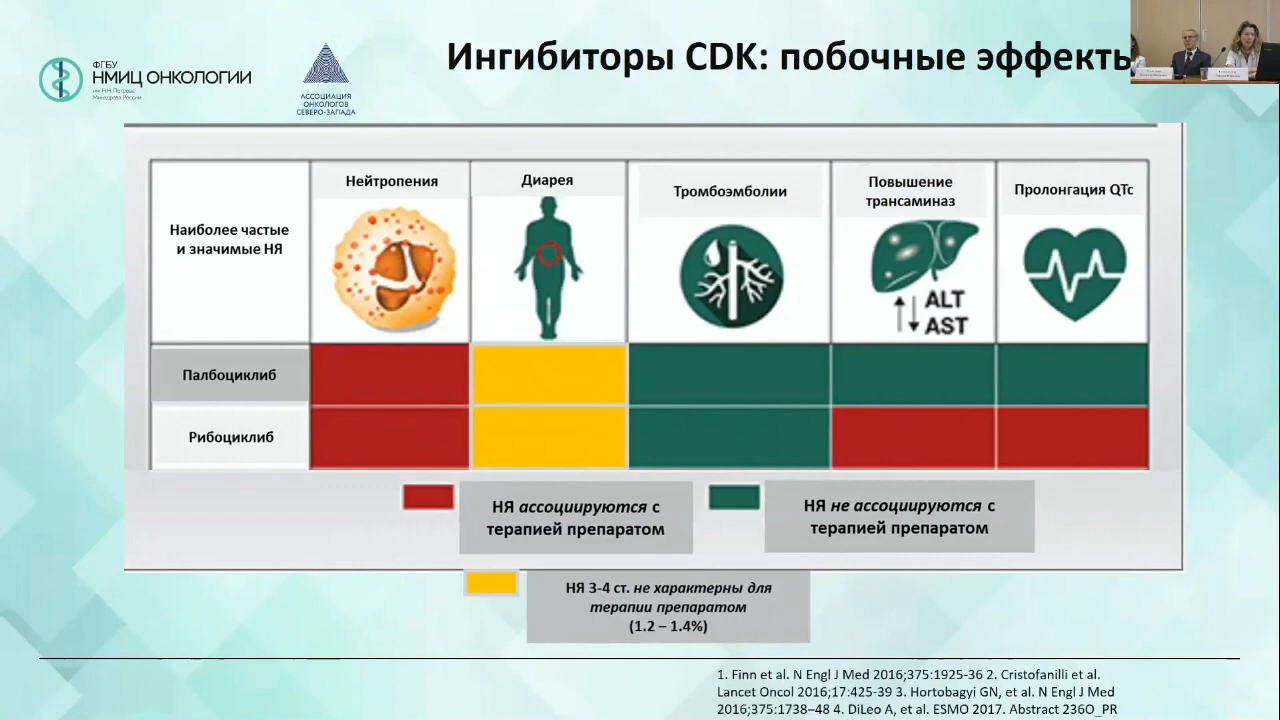 Ингибиторы CDK: побочные эффекты
ФГБУ
НМИЦ ОНКОЛОГИИ
им. Н.Н. Петрова
Минздрава России
АССОЦИАЦИЯ
ОНКОЛОГОВ
СЕВЕРО-ЗАПАДА
Наиболее частые
и значимые НЯ
Нейтропения
Диарея
Тромбоэмболии
Повышение
трансаминаз
Пролонгация QTc
ALT
AST
Палбоциклиб
Рибоциклиб
НЯ ассоциируются с
терапией препаратом
НЯ не ассоциируются с
терапией препаратом
НЯ 3-4 ст. не характерны для
терапии препаратом
(1.2 – 1.4%)
1. Finn et al. N Engl J Med 2016;375:1925-36 2. Cristofanilli et al.
Lancet Oncol 2016;17:425-39 3. Hortobagyi GN, et al. N Engl J Med
2016;375:1738–48 4. DiLeo A, et al. ESMO 2017. Abstract 236O_PR